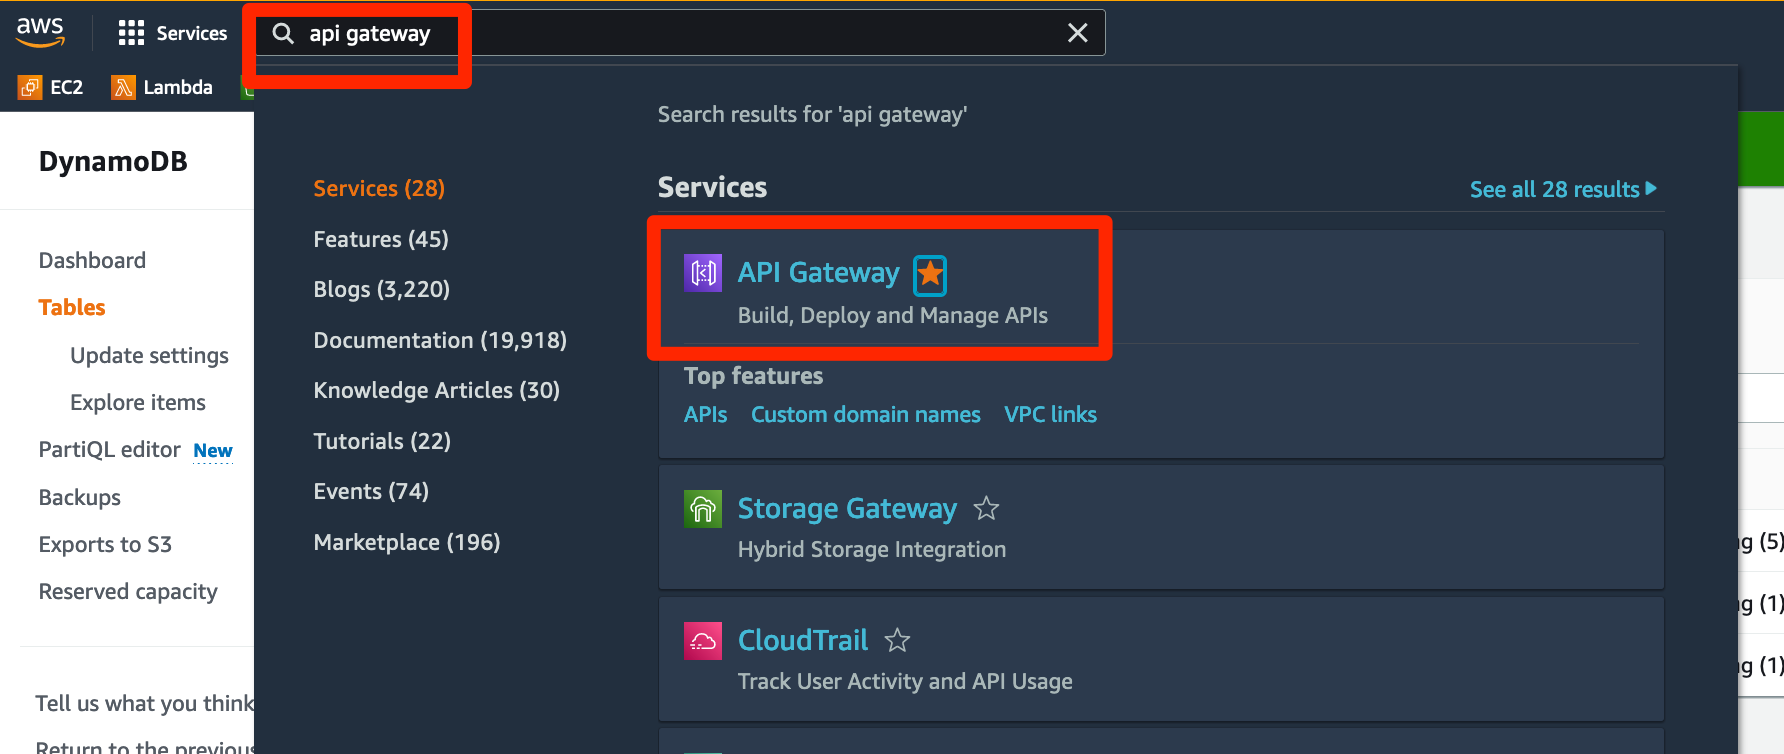 aws
Services
api gateway
EC2
Lambda
DynamoDB
Dashboard
Tables
Update settings
Explore items
PartiQL editor New
Backups
Exports to S3
Reserved capacity
Tell us what you think
Return to the previous
Search results for 'api gateway'
Services (28)
Features (45)
Blogs (3,220)
Documentation (19,918)
Knowledge Articles (30)
Tutorials (22)
Events (74)
Marketplace (196)
Services
See all 28 results
API Gateway
Build, Deploy and Manage APIs
Top features
APIs Custom domain names VPC links
Storage Gateway
Hybrid Storage Integration
CloudTrail
Track User Activity and API Usage
g (5)
g (1)
g (1)